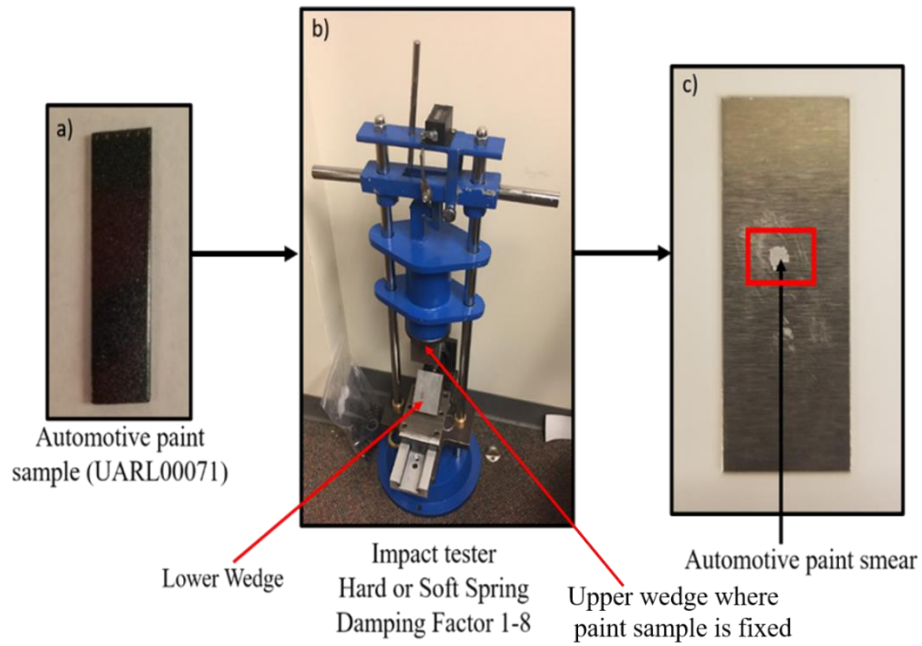 a)
Automotive paint
sample (UARL00071)
b)
Lower Wedge
Impact tester
Hard or Soft Spring
Damping Factor 1-8
Upper wedge where
paint sample is fixed
c)
Automotive paint smear